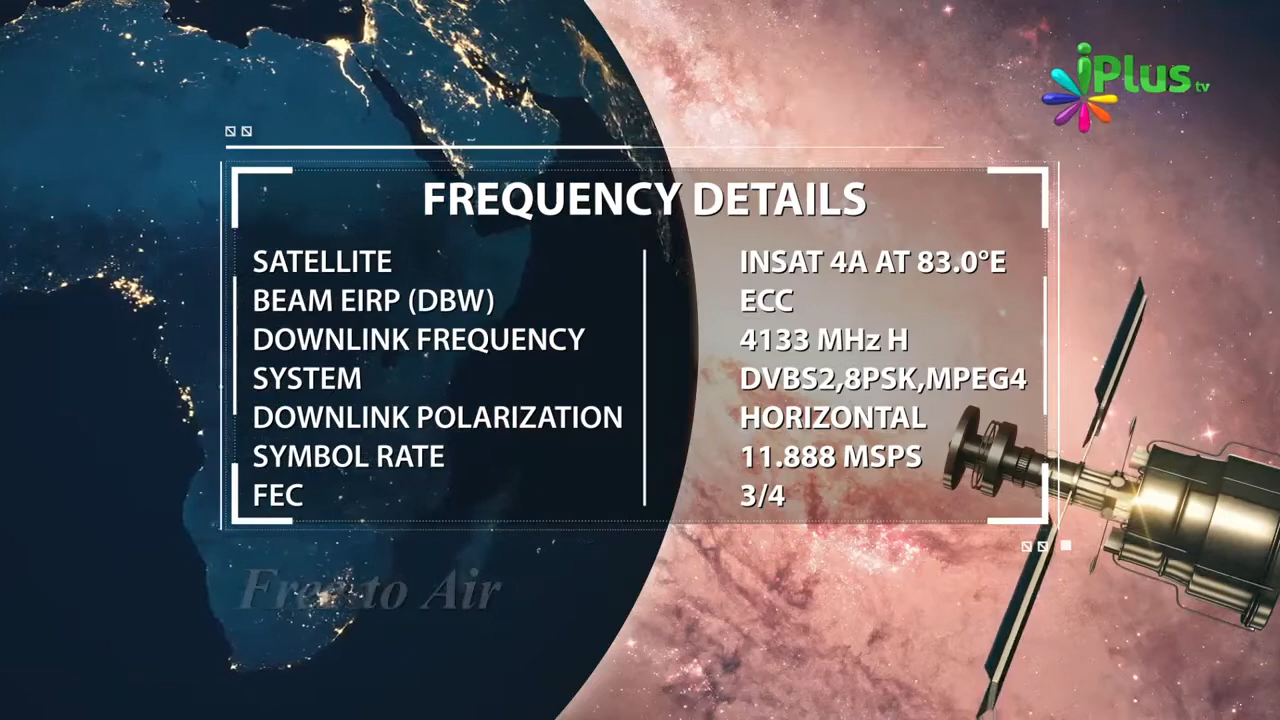 iPlus tv
FREQUENCY DETAILS
SATELLITE INSAT 4A AT 83.0°E
BEAM EIRP (DBW) ECC
DOWNLINK FREQUENCY 4133 MHz H
SYSTEM DVBS2,8PSK,MPEG4
DOWNLINK POLARIZATION HORIZONTAL
SYMBOL RATE 11.888 MSPS
FEC 3/4
Free to Air